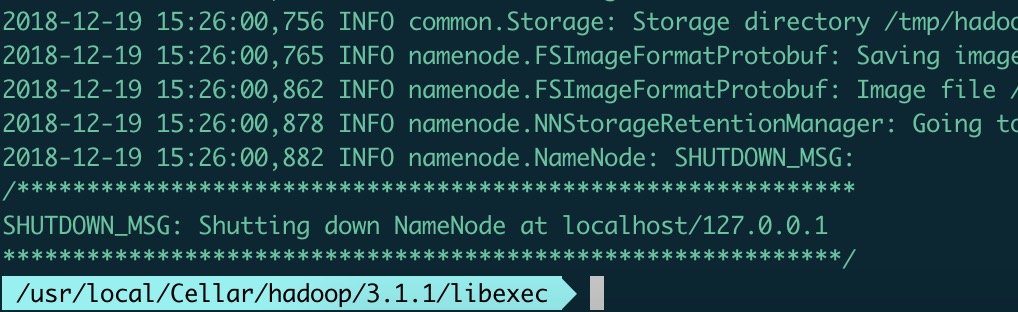 2018-12-19 15:26:00,756 INFO common.Storage: Storage directory /tmp/hadoo
2018-12-19 15:26:00,765 INFO namenode.FSImageFormatProtobuf: Saving image
2018-12-19 15:26:00,862 INFO namenode.FSImageFormatProtobuf: Image file /
2018-12-19 15:26:00,878 INFO namenode.NNStorageRetentionManager: Going to
2018-12-19 15:26:00,882 INFO namenode.NameNode: SHUTDOWN_MSG:
/************************************************************
SHUTDOWN_MSG: Shutting down NameNode at localhost/127.0.0.1
************************************************************/
/usr/local/Cellar/hadoop/3.1.1/libexec